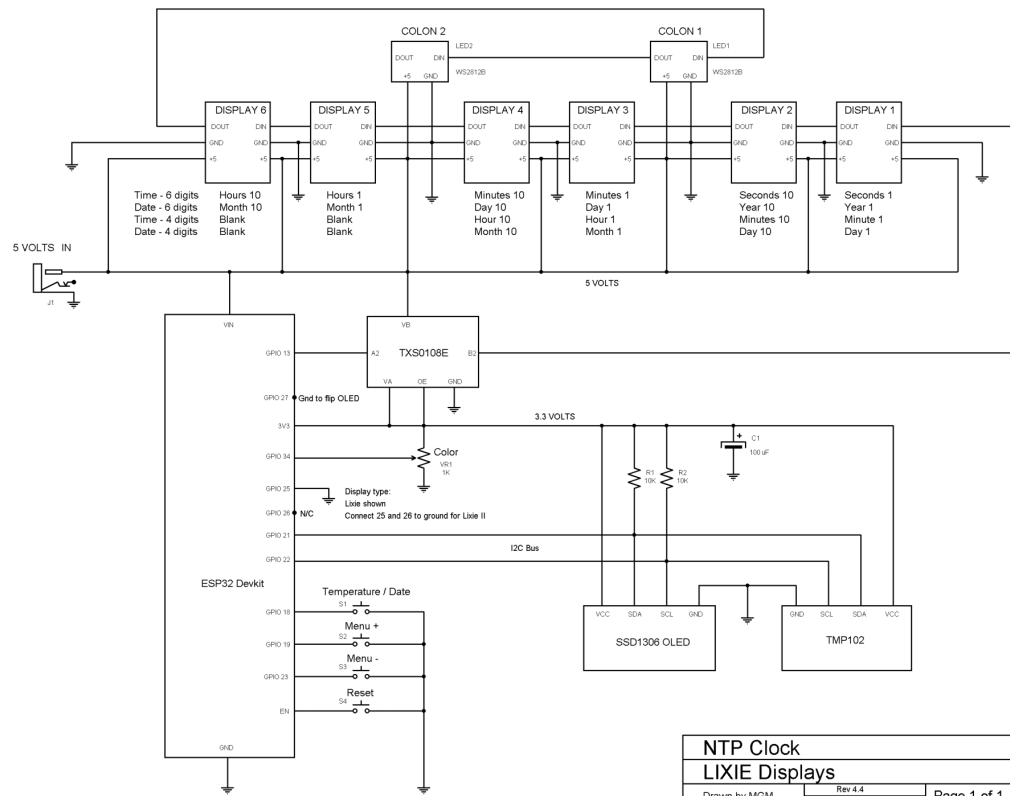 COLON 2
COLON 1
LED2
LED1
DOUT DIN
DOUT DIN
WS2812B
WS2812B
+5 GND
+5 GND
DISPLAY 6
DISPLAY 5
DISPLAY 4
DISPLAY 3
DISPLAY 2
DISPLAY 1
DOUT DIN
DOUT DIN
DOUT DIN
DOUT DIN
DOUT DIN
DOUT DIN
GND GND
GND GND
GND GND
GND GND
GND GND
GND GND
+5 +5
+5 +5
+5 +5
+5 +5
+5 +5
+5 +5
Time - 6 digits Hours 10 Hours 1 Minutes 10 Minutes 1 Seconds 10 Seconds 1
Date - 6 digits Month 10 Month 1 Day 10 Day 1 Year 10 Year 1
Time - 4 digits Blank Blank Hour 10 Hour 1 Minutes 10 Minute 1
Date - 4 digits Blank Blank Month 10 Month 1 Day 10 Day 1
5 VOLTS IN
J1
5 VOLTS
VIN
VB
GPIO 13
A2 TXS0108E B2
VA OE GND
GPIO 27 Gnd to flip OLED
3V3
3.3 VOLTS
C1
+
100 uF
GPIO 34
Color
VR1
1K
R1
10K
R2
10K
GPIO 25
Display type:
Lixie shown
Connect 25 and 26 to ground for Lixie II
GPIO 26 N/C
GPIO 21
I2C Bus
GPIO 22
ESP32 Devkit
Temperature / Date
S1
GPIO 18
Menu +
S2
GPIO 19
Menu -
S3
GPIO 23
Reset
S4
EN
GND
VCC SDA SCL GND
SSD1306 OLED
GND SCL SDA VCC
TMP102
NTP Clock
LIXIE Displays
Drawn by MGM
Rev 4.4
Page 1 of 1